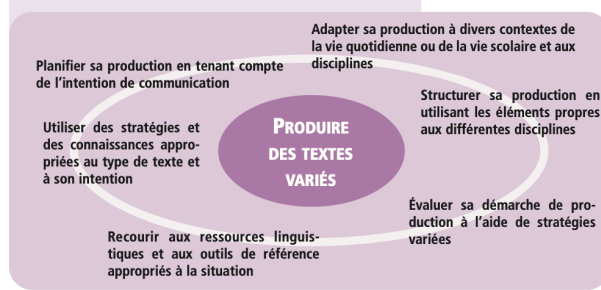 Adapter sa production à divers contextes de
la vie quotidienne ou de la vie scolaire et aux
disciplines
Planifier sa production en tenant compte
de l'intention de communication
Structurer sa production en
utilisant les éléments propres
aux différentes disciplines
Utiliser des stratégies et
des connaissances appro-
priées au type de texte et
à son intention
PRODUIRE
DES TEXTES
VARIÉS
Évaluer sa démarche de pro-
duction à l'aide de stratégies
variées
Recourir aux ressources linguis-
tiques et aux outils de référence
appropriés à la situation